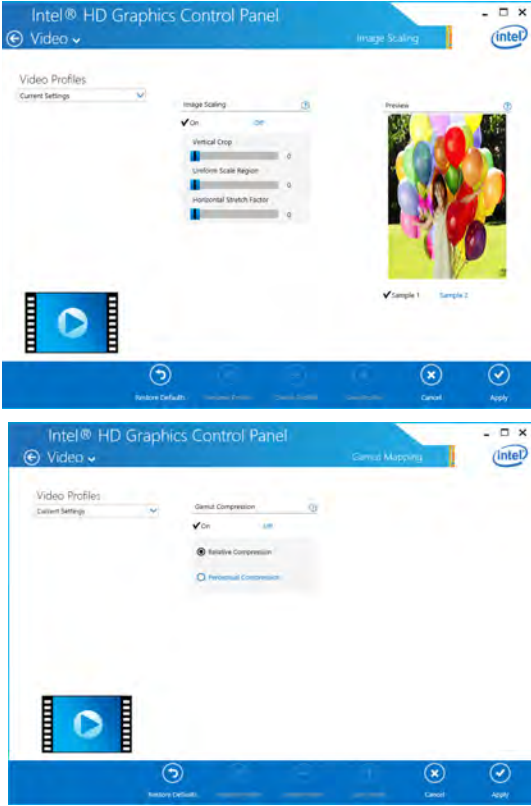 Intel® HD Graphics Control Panel
Video
Image Scaling
intel
Video Profiles
Current Settings
Image Scaling
On Off
Vertical Crop
0
Uniform Scale Region
0
Horizontal Stretch Factor
0
Preview
Sample 1 Sample 2
Restore Defaults
Cancel
Apply
Intel® HD Graphics Control Panel
Video
Gamut Mapping
intel
Video Profiles
Current Settings
Gamut Compression
On Off
Relative Compression
Perceptual Compression
Restore Defaults
Cancel
Apply